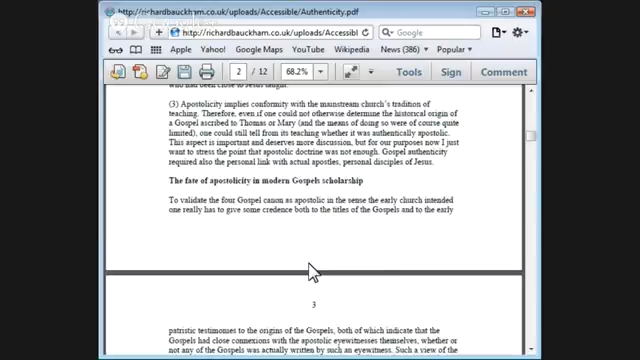 http://richardbauckham.co.uk/uploads/Accessible/Authenticity.pdf
richardbauckham.co.uk/uploads/Accessibl
Apple Yahoo! Google Maps YouTube Wikipedia News (386) Popular
2 / 12 68.2% Tools Sign Comment
who had been close to Jesus taught.
(3) Apostolicity implies conformity with the mainstream church's tradition of
teaching. Therefore, even if one could not otherwise determine the historical origin of
a Gospel ascribed to Thomas or Mary (and the means of doing so were of course quite
limited), one could still tell from its teaching whether it was authentically apostolic.
This aspect is important and deserves more discussion, but for our purposes now I just
want to stress the point that apostolic doctrine was not enough. Gospel authenticity
required also the personal link with actual apostles, personal disciples of Jesus.
The fate of apostolicity in modern Gospels scholarship
To validate the four Gospel canon as apostolic in the sense the early church intended
one really has to give some credence both to the titles of the Gospels and to the early
3
patristic testimonies to the origins of the Gospels, both of which indicate that the
Gospels had close connexions with the apostolic eyewitnesses themselves, whether or
not any of the Gospels was actually written by such an eyewitness. Such a view of the